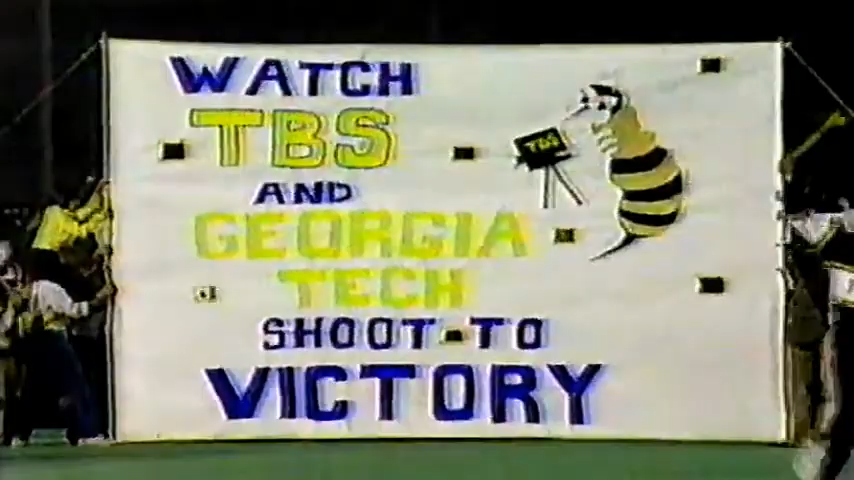 WATCH
TBS
AND
GEORGIA
TECH
SHOOT TO
VICTORY
TBS